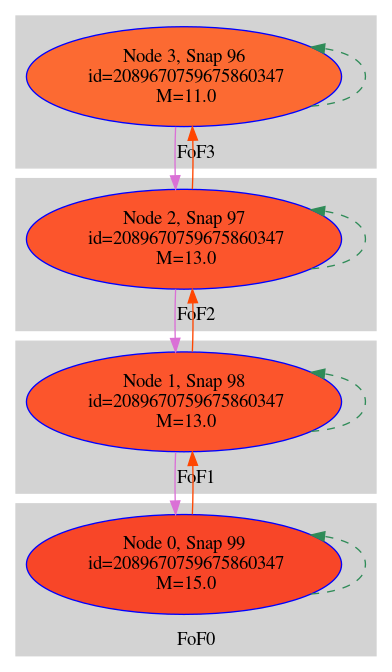 Node 3, Snap 96
id=2089670759675860347
M=11.0
FoF3
Node 2, Snap 97
id=2089670759675860347
M=13.0
FoF2
Node 1, Snap 98
id=2089670759675860347
M=13.0
FoF1
Node 0, Snap 99
id=2089670759675860347
M=15.0
FoF0